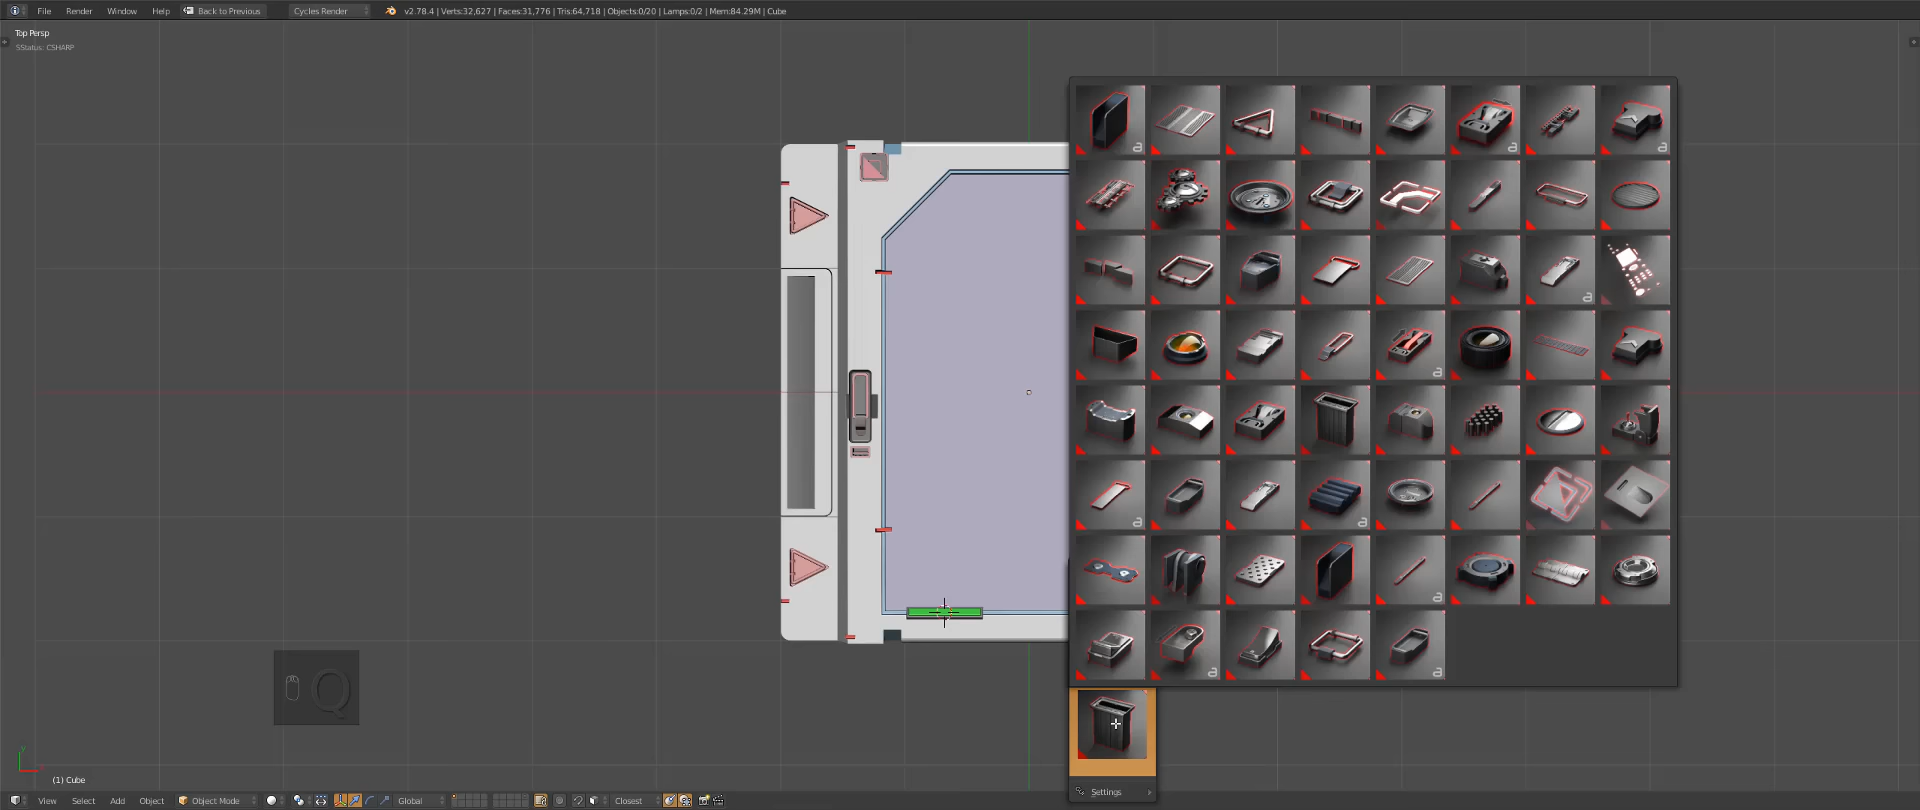 File Render Window Help Back to Previous Cycles Render v2.78.4 | Verts:32,627 | Faces:31,776 | Tris:64,718 | Objects:0/20 | Lamps:0/2 | Mem:84.29M | Cube
Top Persp
SStatus: CSHARP
a a a
a
a
a a
a
a a
Q
(1) Cube
Settings
View Select Add Object Object Mode Global Closest